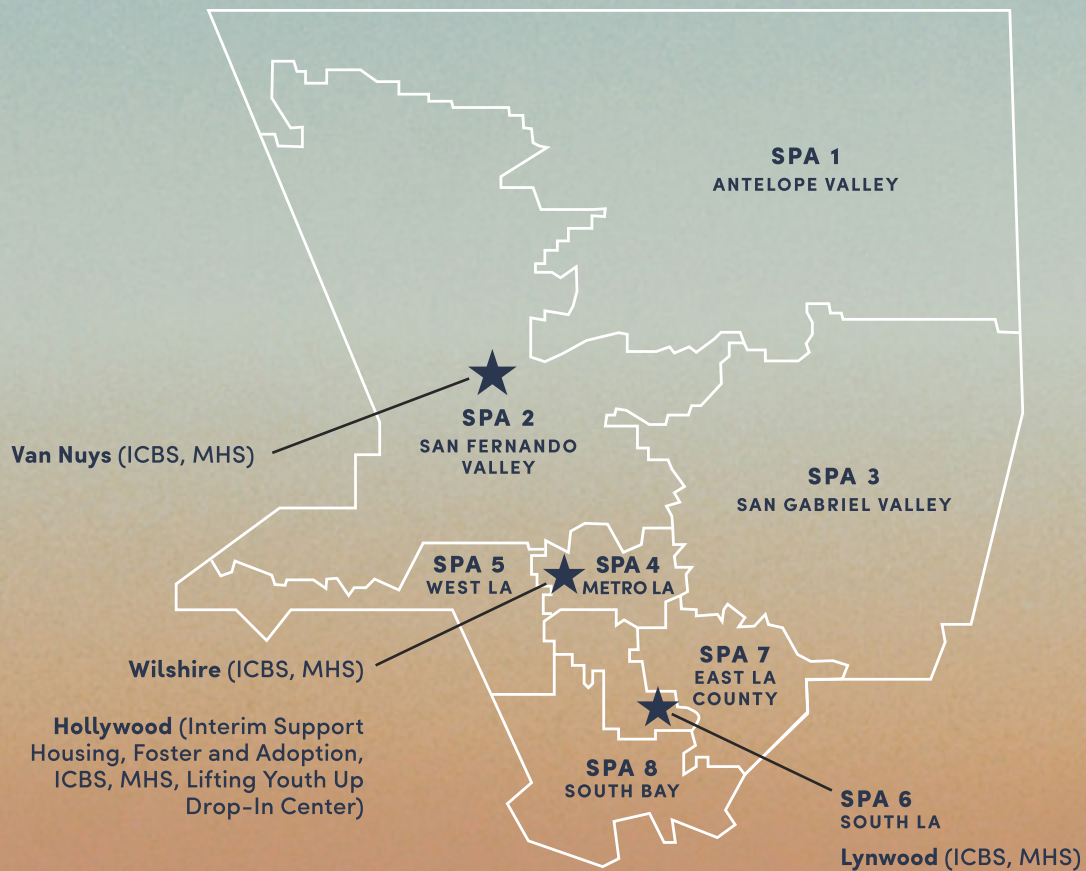 SPA 1
ANTELOPE VALLEY
SPA 2
SAN FERNANDO
VALLEY
Van Nuys (ICBS, MHS)
SPA 3
SAN GABRIEL VALLEY
SPA 5
WEST LA
SPA 4
METRO LA
Wilshire (ICBS, MHS)
Hollywood (Interim Support
Housing, Foster and Adoption,
ICBS, MHS, Lifting Youth Up
Drop-In Center)
SPA 7
EAST LA
COUNTY
SPA 8
SOUTH BAY
SPA 6
SOUTH LA
Lynwood (ICBS, MHS)